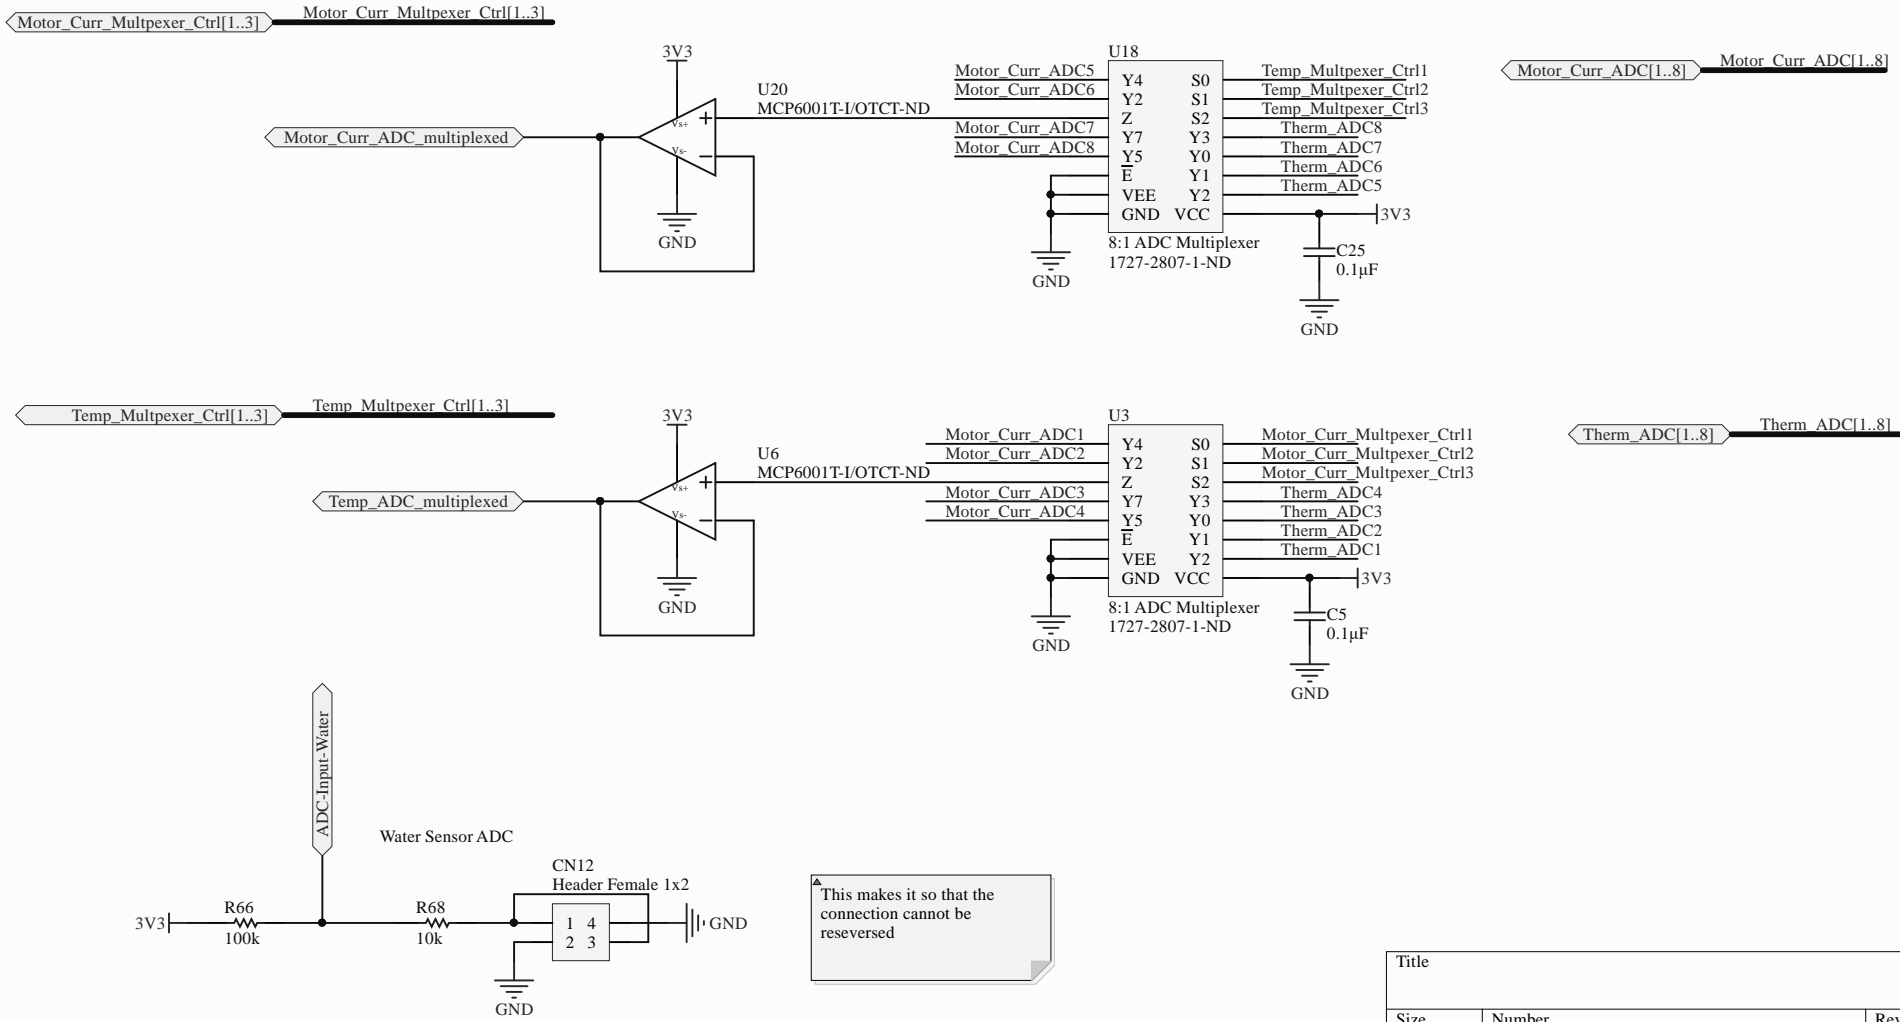 Motor_Curr_Multpexer_Ctrl[1..3]
Motor_Curr_Multpexer_Ctrl[1..3]
3V3
U20
MCP6001T-I/OTCT-ND
Vs+
Vs-
Motor_Curr_ADC_multiplexed
GND
Motor_Curr_ADC5
Motor_Curr_ADC6
Motor_Curr_ADC7
Motor_Curr_ADC8
U18
Y4 S0
Y2 S1
Z S2
Y7 Y3
Y5 Y0
E Y1
VEE Y2
GND VCC
8:1 ADC Multiplexer
1727-2807-1-ND
GND
Temp_Multpexer_Ctrl1
Temp_Multpexer_Ctrl2
Temp_Multpexer_Ctrl3
Therm_ADC8
Therm_ADC7
Therm_ADC6
Therm_ADC5
3V3
C25
0.1µF
GND
Motor_Curr_ADC[1..8]
Motor_Curr_ADC[1..8]
Temp_Multpexer_Ctrl[1..3]
Temp_Multpexer_Ctrl[1..3]
3V3
U6
MCP6001T-I/OTCT-ND
Vs+
Vs-
Temp_ADC_multiplexed
GND
Motor_Curr_ADC1
Motor_Curr_ADC2
Motor_Curr_ADC3
Motor_Curr_ADC4
U3
Y4 S0
Y2 S1
Z S2
Y7 Y3
Y5 Y0
E Y1
VEE Y2
GND VCC
8:1 ADC Multiplexer
1727-2807-1-ND
GND
Motor_Curr_Multpexer_Ctrl1
Motor_Curr_Multpexer_Ctrl2
Motor_Curr_Multpexer_Ctrl3
Therm_ADC4
Therm_ADC3
Therm_ADC2
Therm_ADC1
3V3
C5
0.1µF
GND
Therm_ADC[1..8]
Therm_ADC[1..8]
ADC-Input-Water
Water Sensor ADC
3V3
R66
100k
R68
10k
CN12
Header Female 1x2
1 4
2 3
GND
GND
This makes it so that the
connection cannot be
reseversed
Title
Size
Number
Rev